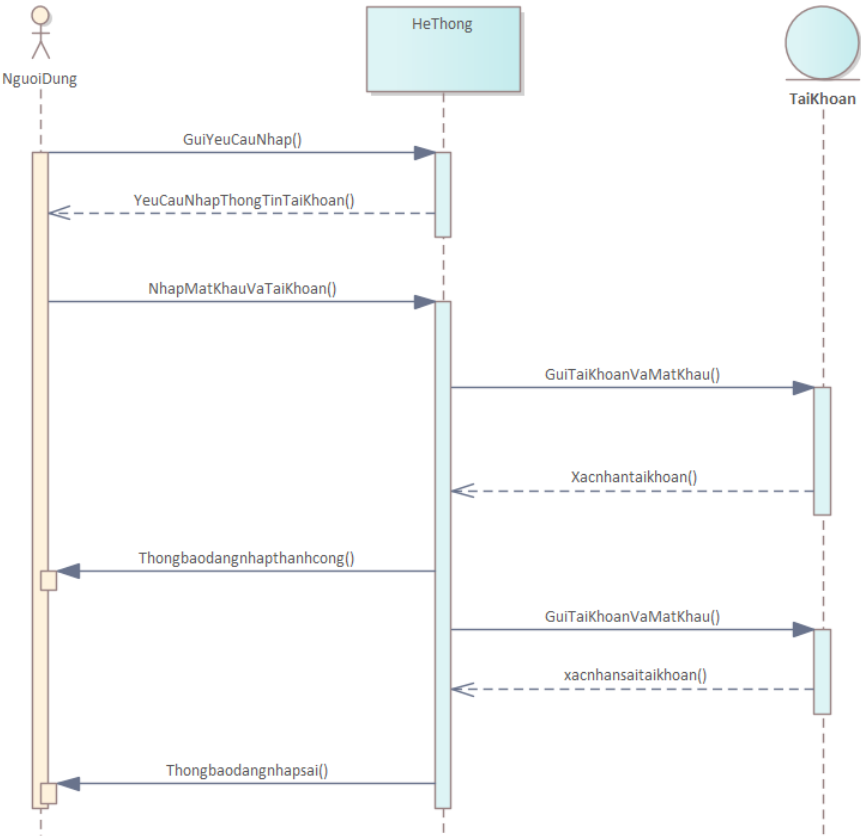 HeThong
NguoiDung
TaiKhoan
GuiYeuCauNhap()
YeuCauNhapThongTinTaiKhoan()
NhapMatKhauVaTaiKhoan()
GuiTaiKhoanVaMatKhau()
Xacnhantaikhoan()
Thongbaodangnhapthanhcong()
GuiTaiKhoanVaMatKhau()
xacnhansaitaikhoan()
Thongbaodangnhapsai()